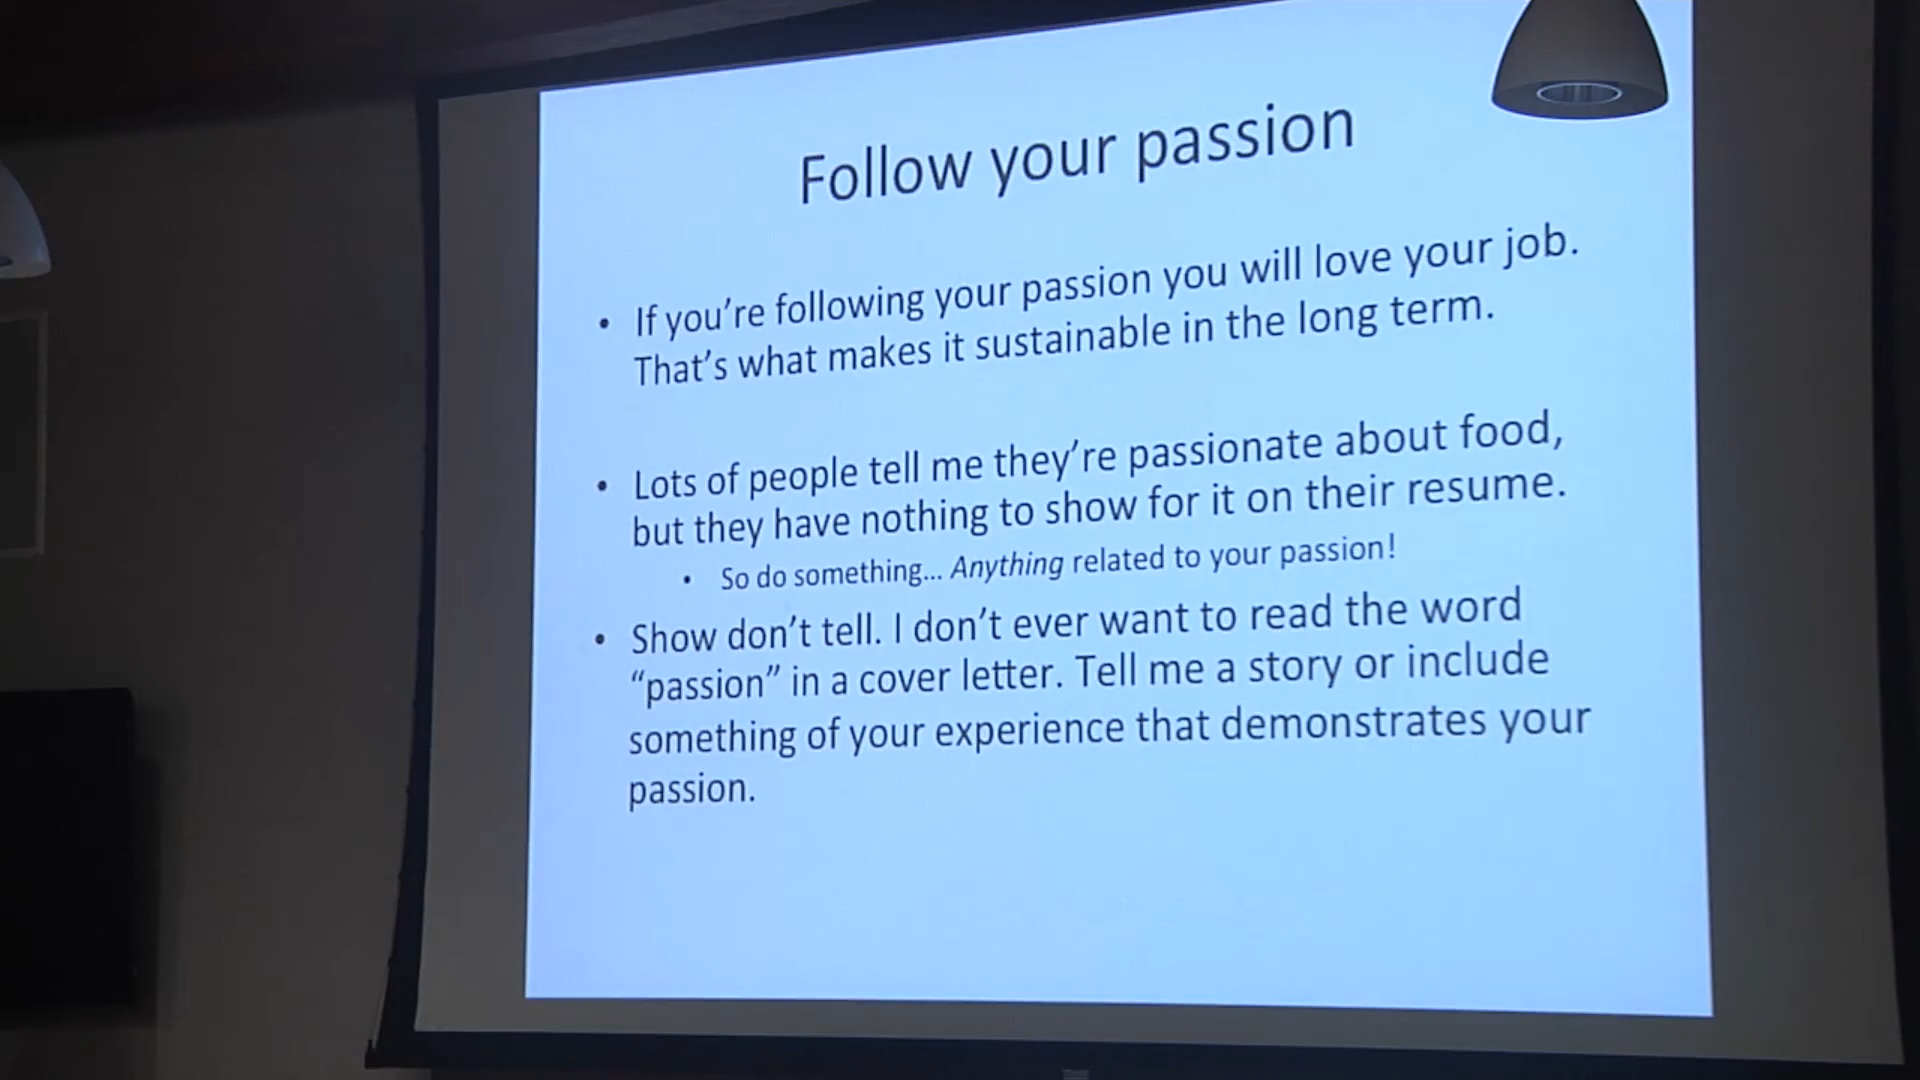 Follow your passion
• If you're following your passion you will love your job.
That's what makes it sustainable in the long term.
• Lots of people tell me they're passionate about food,
but they have nothing to show for it on their resume.
• So do something... Anything related to your passion!
• Show don't tell. I don't ever want to read the word
“passion” in a cover letter. Tell me a story or include
something of your experience that demonstrates your
passion.